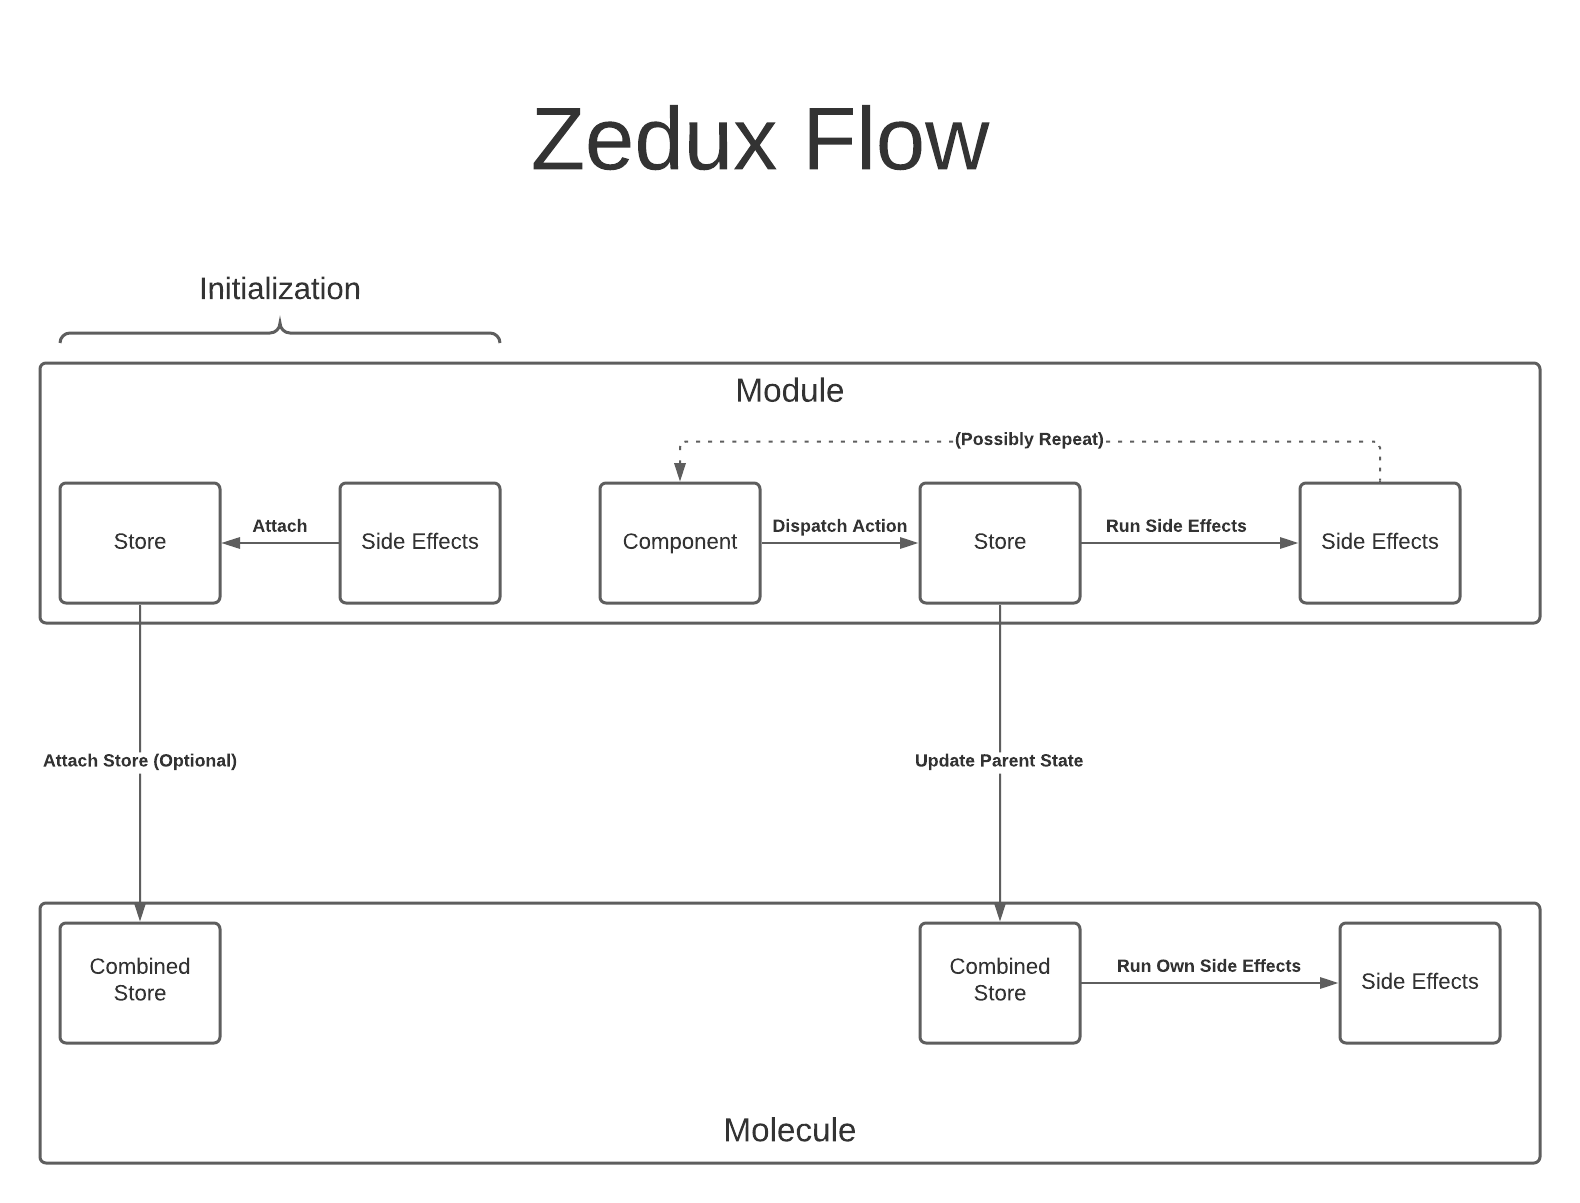 Zedux Flow
Initialization
Module
(Possibly Repeat)
Store
Attach
Side Effects
Component
Dispatch Action
Store
Run Side Effects
Side Effects
Attach Store (Optional)
Update Parent State
Combined
Store
Combined
Store
Run Own Side Effects
Side Effects
Molecule